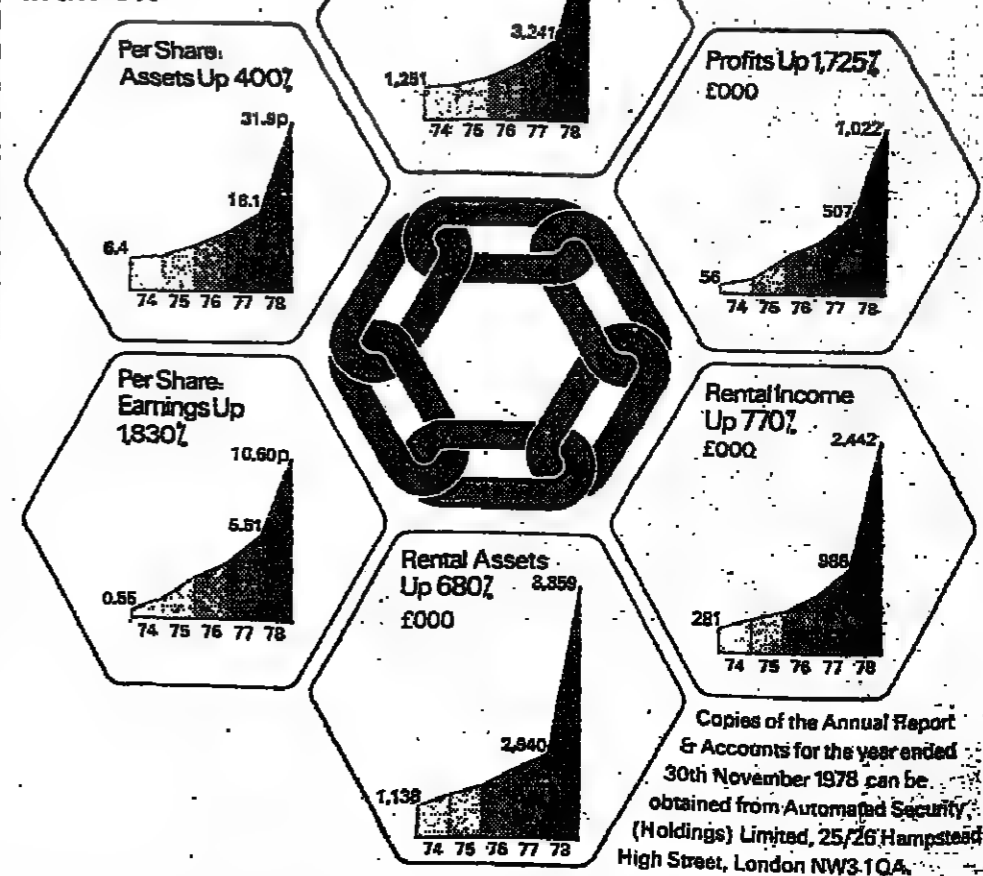 3,241
1,251
74 75 76 77 78
Per Share:
Assets Up 400%
31.9p
16.1
6.4
74 75 76 77 78
Profits Up 1,725%
£000
1,022
507
56
74 75 76 77 78
Per Share:
Earnings Up
1,830%
10.60p
5.51
0.55
74 75 76 77 78
Rental Income
Up 770%
£000
2,442
986
281
74 75 76 77 78
Rental Assets
Up 680%
8,859
£000
2,840
1,138
74 75 76 77 78
Copies of the Annual Report
& Accounts for the year ended
30th November 1978 can be
obtained from Automated Security
(Holdings) Limited, 25/26 Hampstead
High Street, London NW3 1QA.